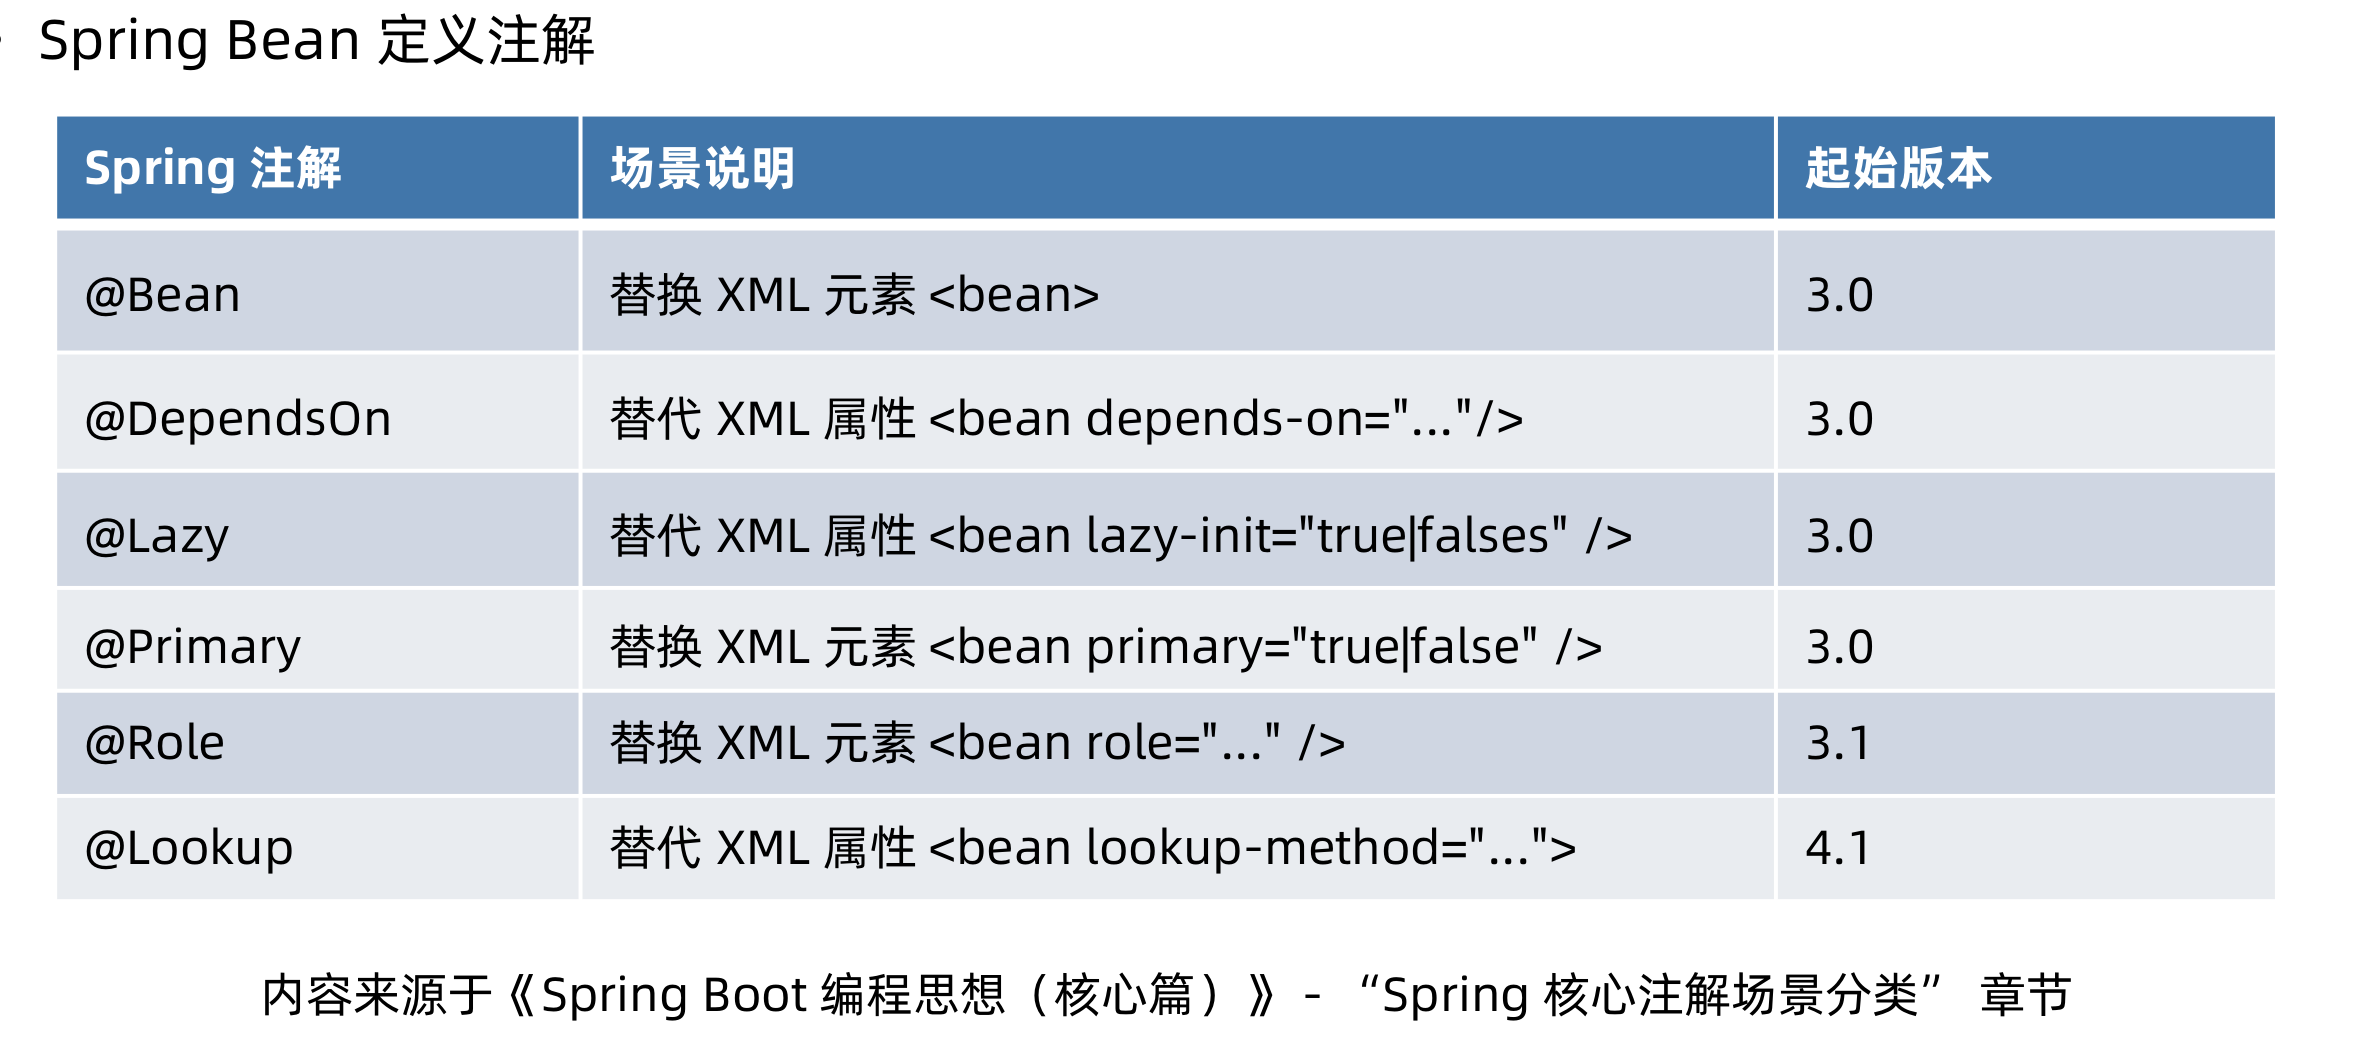 • Spring Bean 定义注解
Spring 注解 场景说明 起始版本
@Bean 替换 XML 元素 <bean> 3.0
@DependsOn 替代 XML 属性 <bean depends-on="..."/> 3.0
@Lazy 替代 XML 属性 <bean lazy-init="true|falses" /> 3.0
@Primary 替换 XML 元素 <bean primary="true|false" /> 3.0
@Role 替换 XML 元素 <bean role="..." /> 3.1
@Lookup 替代 XML 属性 <bean lookup-method="..."> 4.1
内容来源于《Spring Boot 编程思想（核心篇）》 - “Spring 核心注解场景分类” 章节